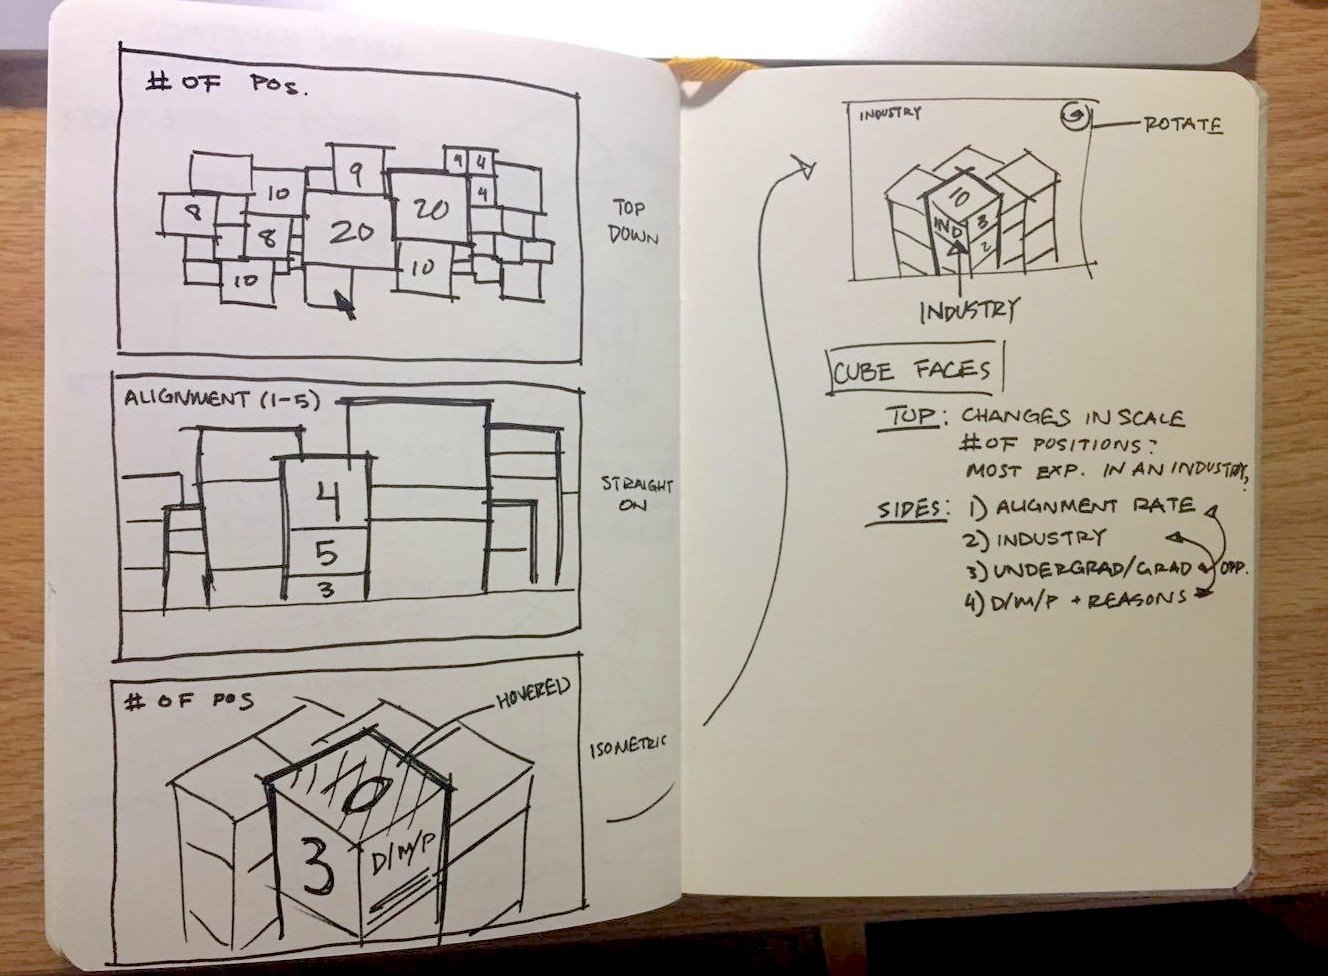 # OF POS.
9
4 4
10
4
8
20
20
8
10
10
TOP
DOWN
ALIGNMENT (1-5)
4
5
3
STRAIGHT
ON
# OF POS
HOVERED
10
3
D/M/P
ISOMETRIC
INDUSTRY
ROTATE
10
IND
3
2
INDUSTRY
CUBE FACES
TOP: CHANGES IN SCALE
# OF POSITIONS:
MOST EXP. IN AN INDUSTRY,
SIDES: 1) ALIGNMENT RATE
2) INDUSTRY
3) UNDERGRAD/GRAD OPP.
4) D/M/P + REASONS